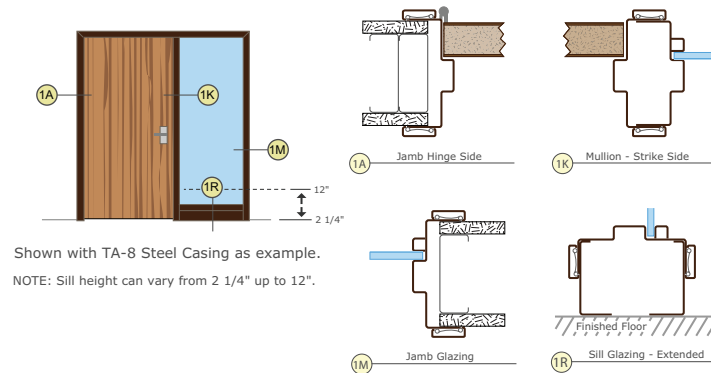 1A
1K
1M
1R
12"
2 1/4"
Shown with TA-8 Steel Casing as example.
NOTE: Sill height can vary from 2 1/4" up to 12".
1A
Jamb Hinge Side
1K
Mullion - Strike Side
1M
Jamb Glazing
Finished Floor
1R
Sill Glazing - Extended